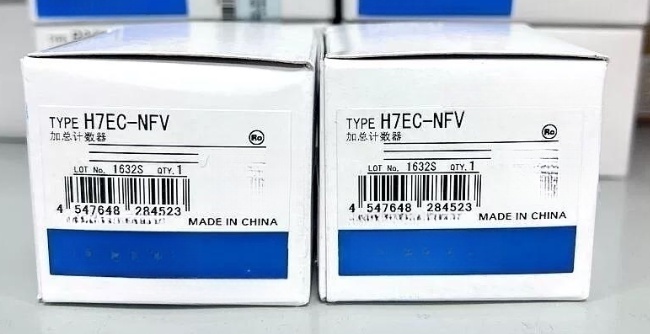 TYPE H7EC-NFV
加总计数器
LOT No. 1632S QTY. 1
4 547648 284523
MADE IN CHINA
TYPE H7EC-NFV
加总计数器
LOT No. 1632S QTY. 1
4 547648 284523
MADE IN CHINA